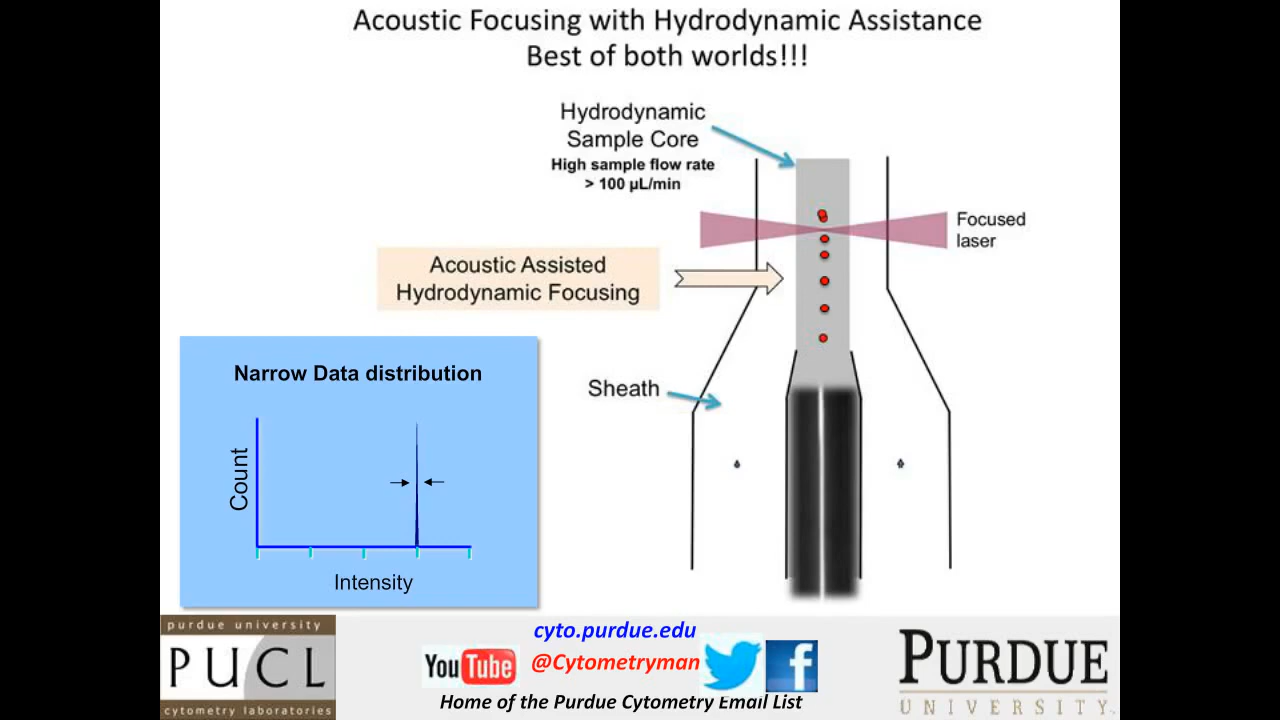 Acoustic Focusing with Hydrodynamic Assistance
Best of both worlds!!!
Hydrodynamic
Sample Core
High sample flow rate
> 100 µL/min
Focused
laser
Acoustic Assisted
Hydrodynamic Focusing
Sheath
Narrow Data distribution
Count
Intensity
purdue university
PUCL
cytometry laboratories
cyto.purdue.edu
YouTube
@Cytometryman
f
Home of the Purdue Cytometry Email List
PURDUE
UNIVERSITY